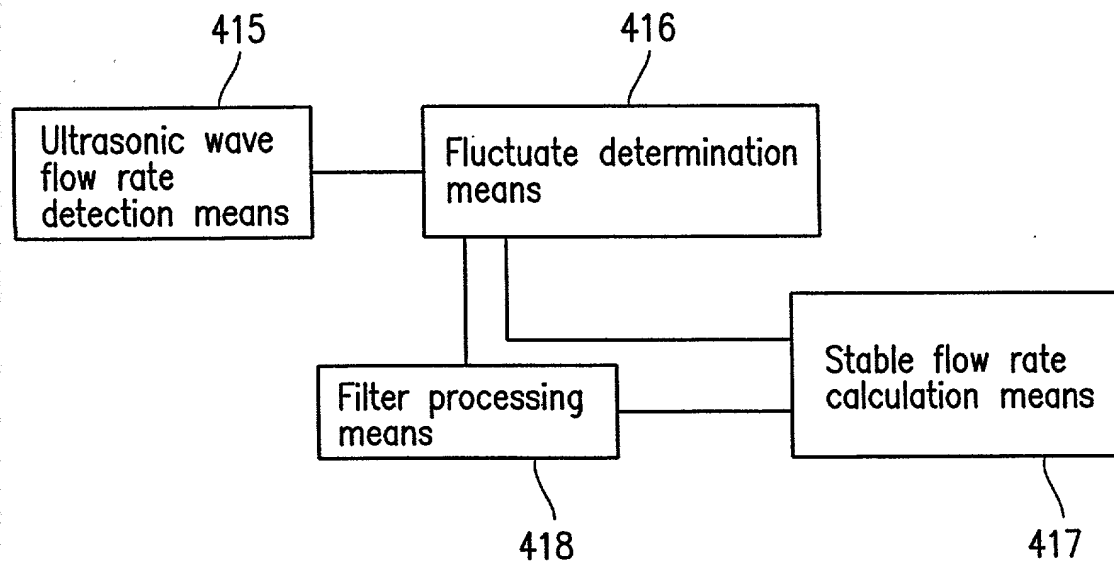 415
416
Ultrasonic wave
flow rate
detection means
Fluctuate determination
means
Filter processing
means
Stable flow rate
calculation means
418
417